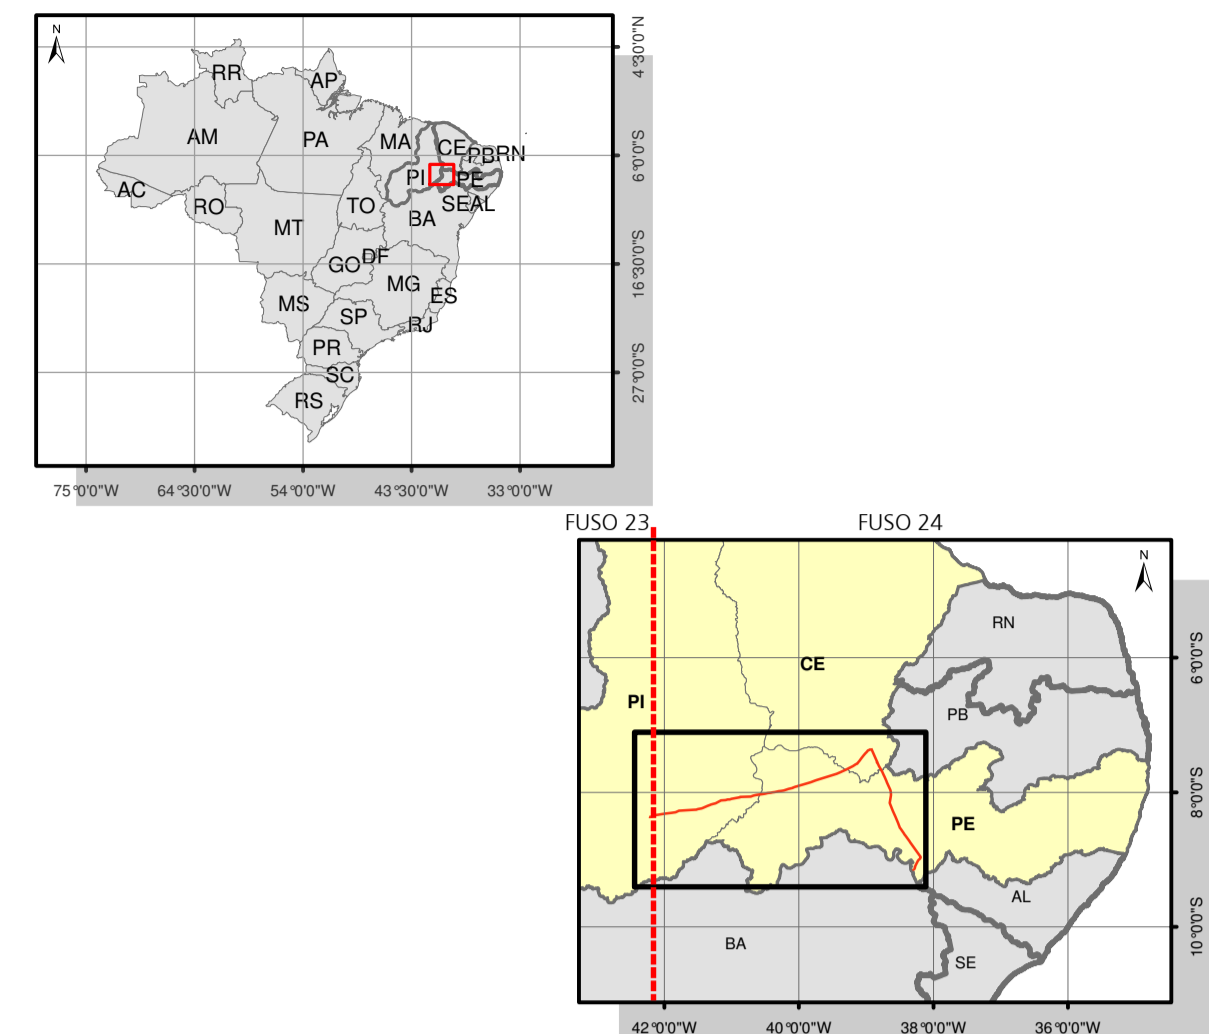 N
4°30'0"N
RR
AP
AM
PA
MA
CE
PB
RN
6°0'0"S
PI
PE
AC
RO
TO
SE
AL
MT
BA
16°30'0"S
GO
DF
MG
MS
ES
SP
RJ
PR
27°0'0"S
SC
RS
75°0'0"W 64°30'0"W 54°0'0"W 43°30'0"W 33°0'0"W
FUSO 23 FUSO 24
N
RN
6°0'0"S
CE
PI
PB
8°0'0"S
PE
AL
10°0'0"S
BA
SE
42°0'0"W 40°0'0"W 38°0'0"W 36°0'0"W